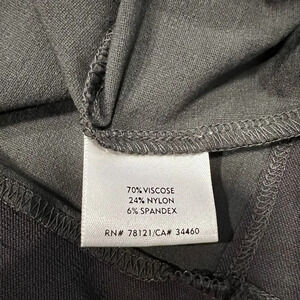 70% VISCOSE
24% NYLON
6% SPANDEX
RN# 78121/CA# 34460